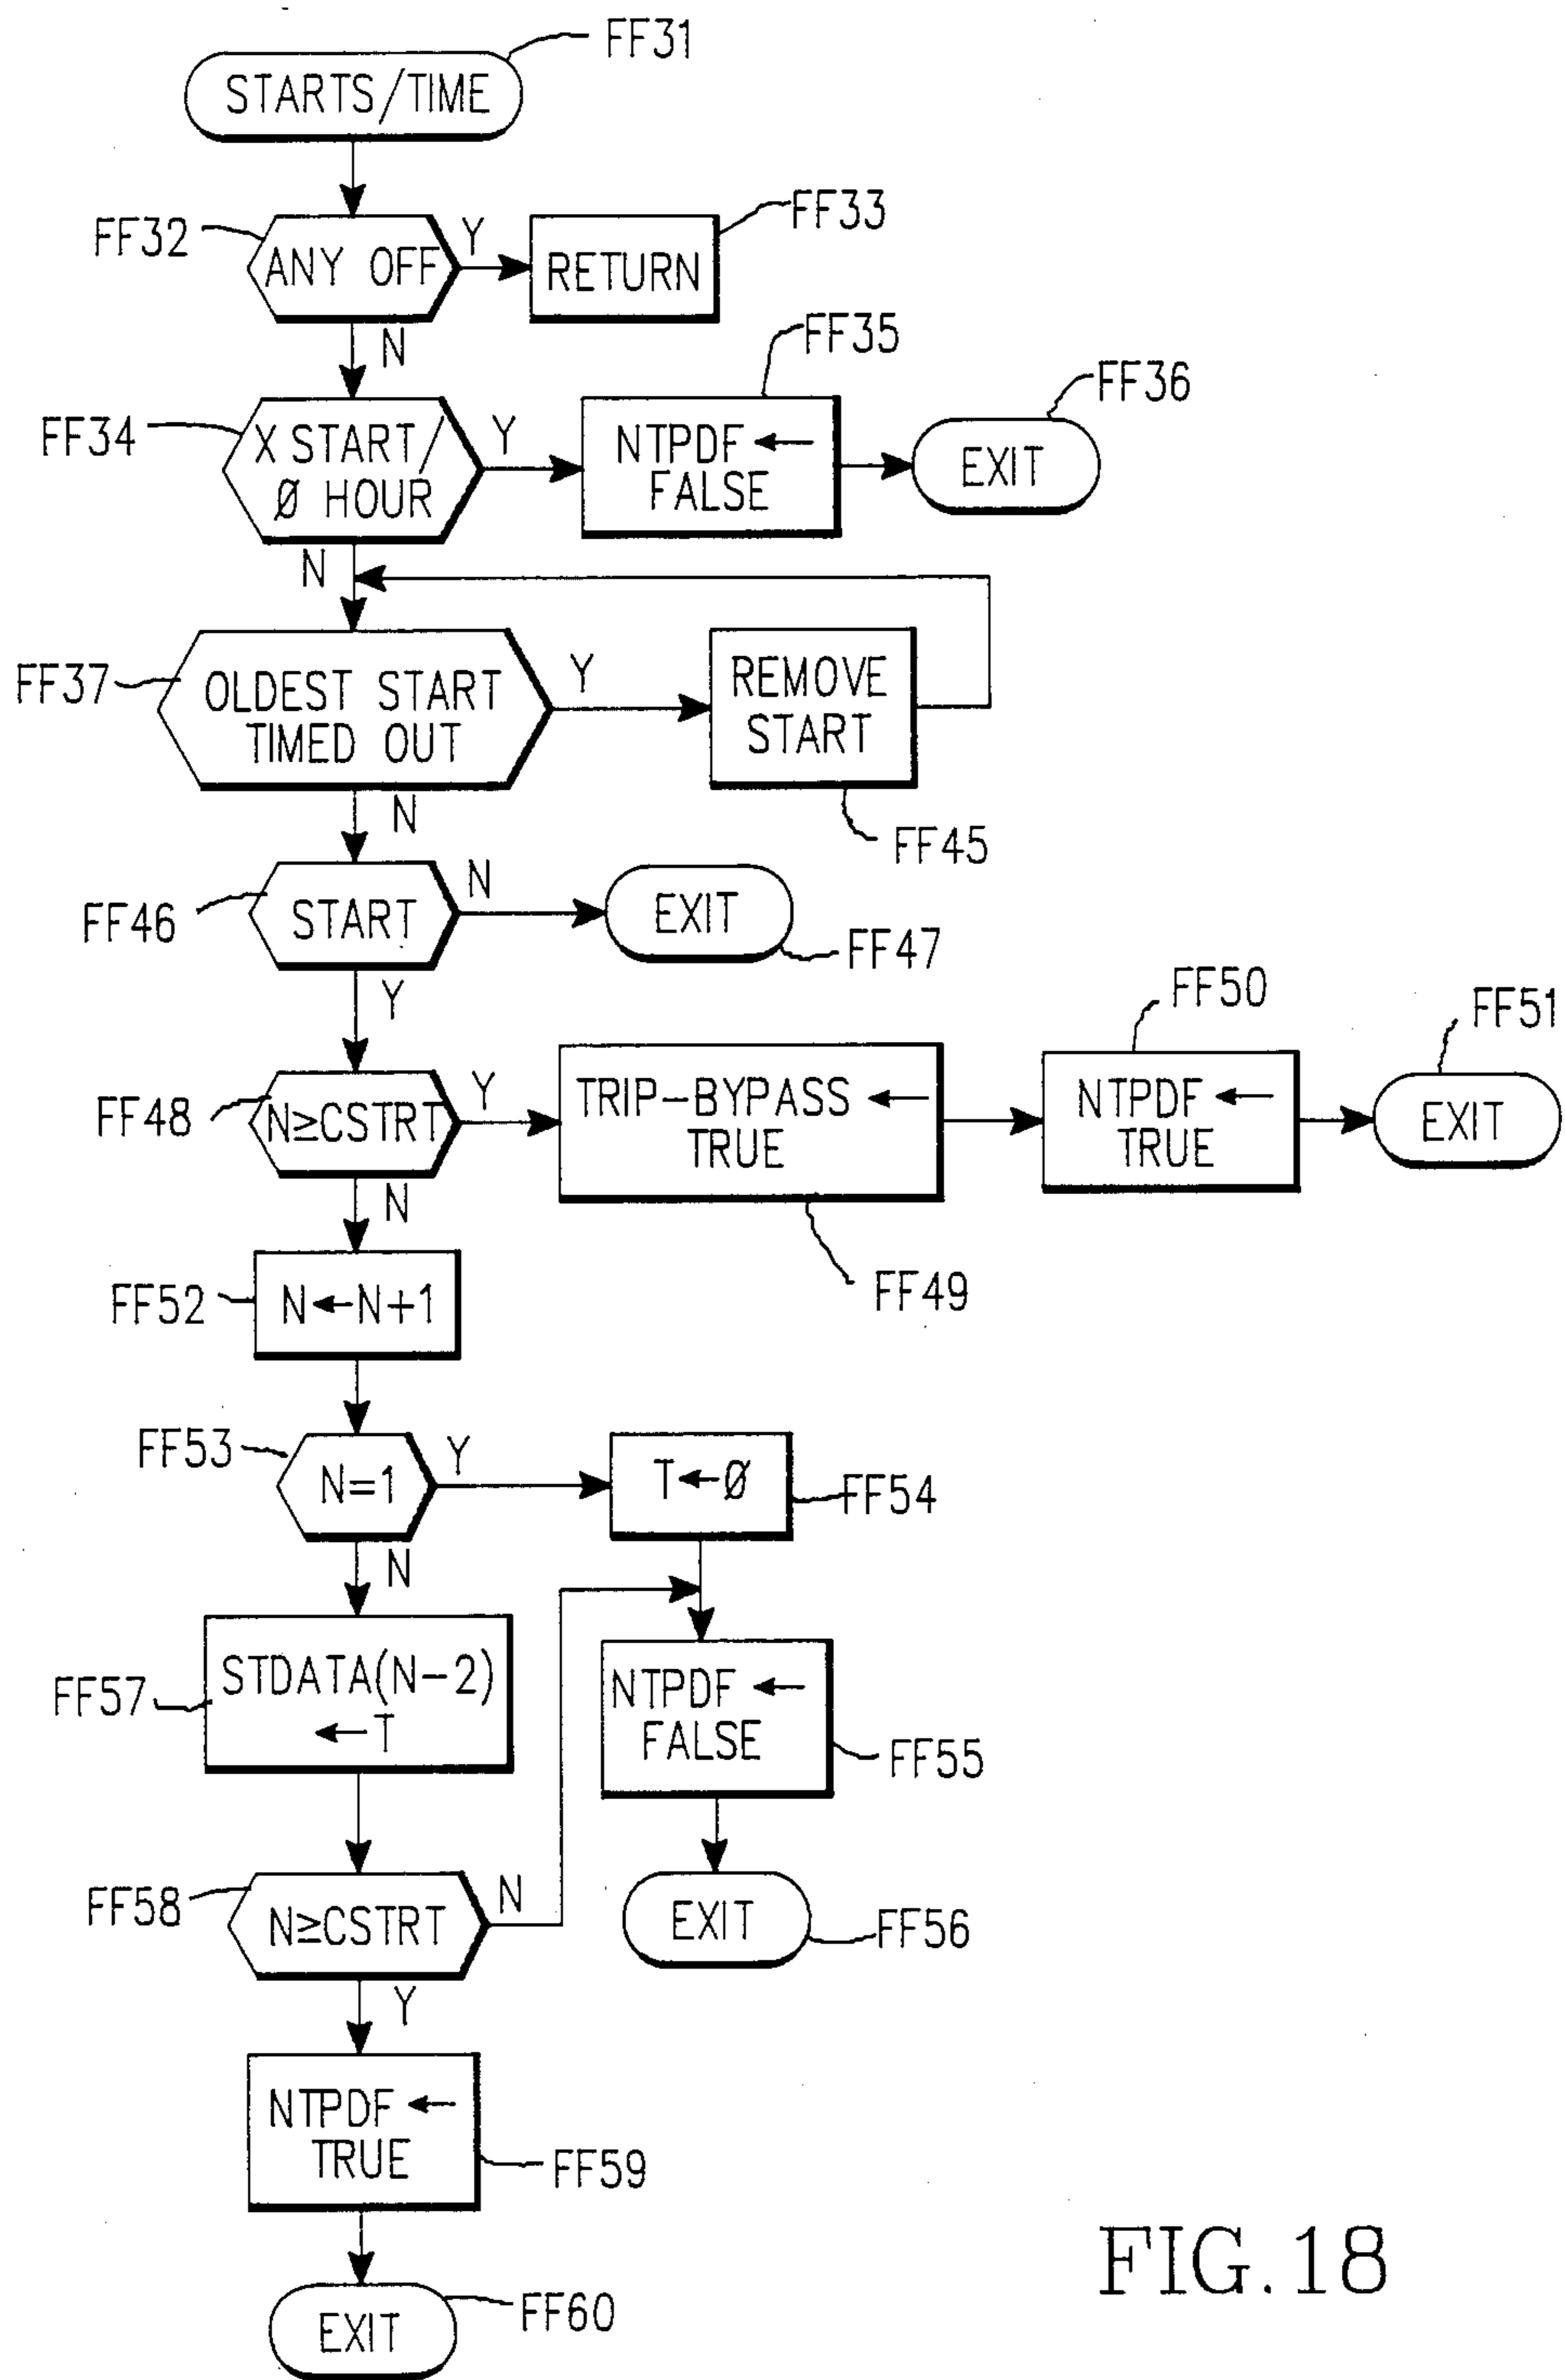 FF31
STARTS/TIME
FF32
ANY OFF
Y
FF33
RETURN
N
FF34
X START/
Ø HOUR
Y
FF35
NTPDF ←
FALSE
FF36
EXIT
N
FF37
OLDEST START
TIMED OUT
Y
REMOVE
START
FF45
N
FF46
START
N
EXIT
FF47
Y
FF48
N≥CSTRT
Y
TRIP-BYPASS ←
TRUE
FF49
FF50
NTPDF ←
TRUE
FF51
EXIT
N
FF52
N←N+1
FF53
N=1
Y
T←Ø
FF54
N
FF57
STDATA(N-2)
←T
NTPDF ←
FALSE
FF55
FF58
N≥CSTRT
N
EXIT
FF56
Y
NTPDF ←
TRUE
FF59
EXIT
FF60
FIG. 18